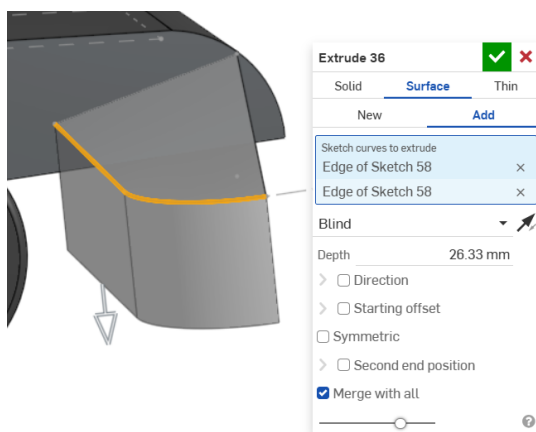 Extrude 36
Solid Surface Thin
New Add
Sketch curves to extrude
Edge of Sketch 58
Edge of Sketch 58
Blind
Depth 26.33 mm
Direction
Starting offset
Symmetric
Second end position
Merge with all